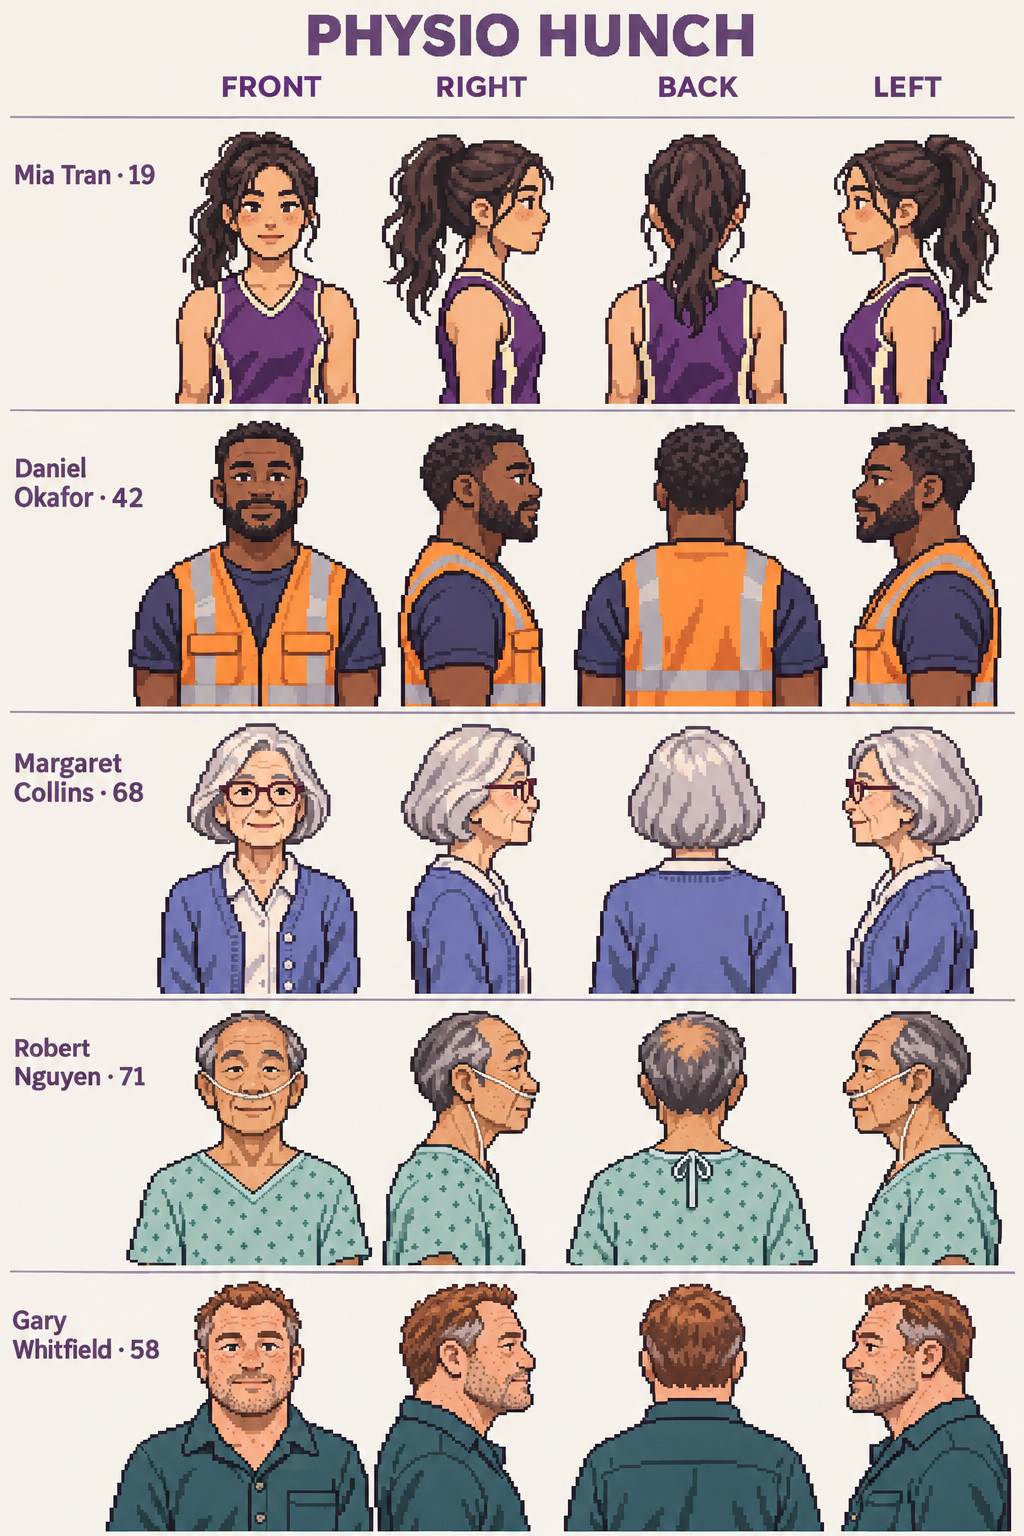 PHYSIO HUNCH
FRONT RIGHT BACK LEFT
Mia Tran · 19
Daniel
Okafor · 42
Margaret
Collins · 68
Robert
Nguyen · 71
Gary
Whitfield · 58